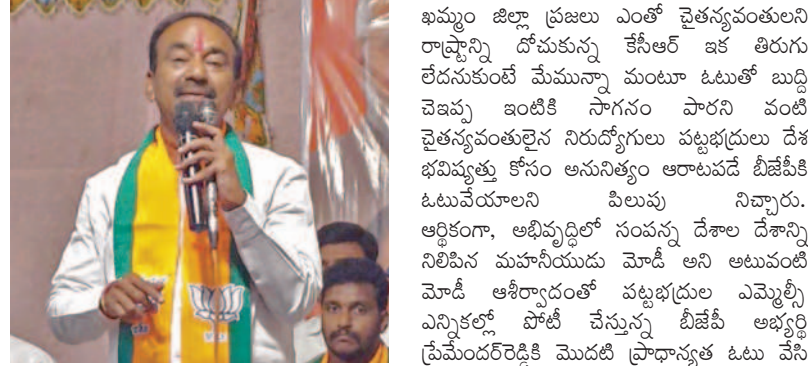 ఖమ్మం జిల్లా ప్రజలు ఎంతో చైతన్యవంతులని
రాష్ట్రాన్ని దోచుకున్న కేసీఆర్ ఇక తిరుగు
లేదనుకుంటే మేమున్నా మంటూ ఓటుతో బుద్ది
చెఇప్ప ఇంటికి సాగనం పారని వంటి
చైతన్యవంతులైన నిరుద్యోగులు పట్టభద్రులు దేశ
భవిష్యత్తు కోసం అనునిత్యం ఆరాటపడే బీజేపీకి
ఓటువేయాలని పిలుపు నిచ్చారు.
ఆర్థికంగా, అభివృద్ధిలో సంపన్న దేశాల దేశాన్ని
నిలిపిన మహనీయుడు మోడీ అని అటువంటి
మోడీ ఆశీర్వాదంతో పట్టభద్రుల ఎమ్మెల్సీ
ఎన్నికల్లో పోటీ చేస్తున్న బీజేపీ అభ్యర్థి
ప్రేమేందర్‌రెడ్డికి మొదటి ప్రాధాన్యత ఓటు వేసి